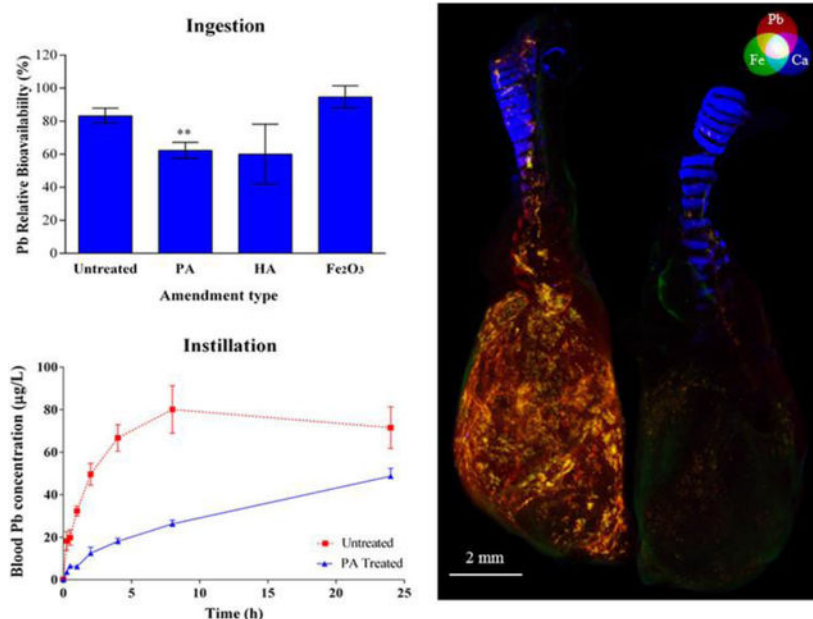 Ingestion
Pb Relative Bioavailability (%)
120
100
80
60
40
20
0
**
Untreated
PA
HA
Fe₂O₃
Amendment type
Instillation
Blood Pb concentration (µg/L)
100
80
60
40
20
0
0
5
10
15
20
25
Untreated
PA Treated
Time (h)
Pb
Fe
Ca
2 mm